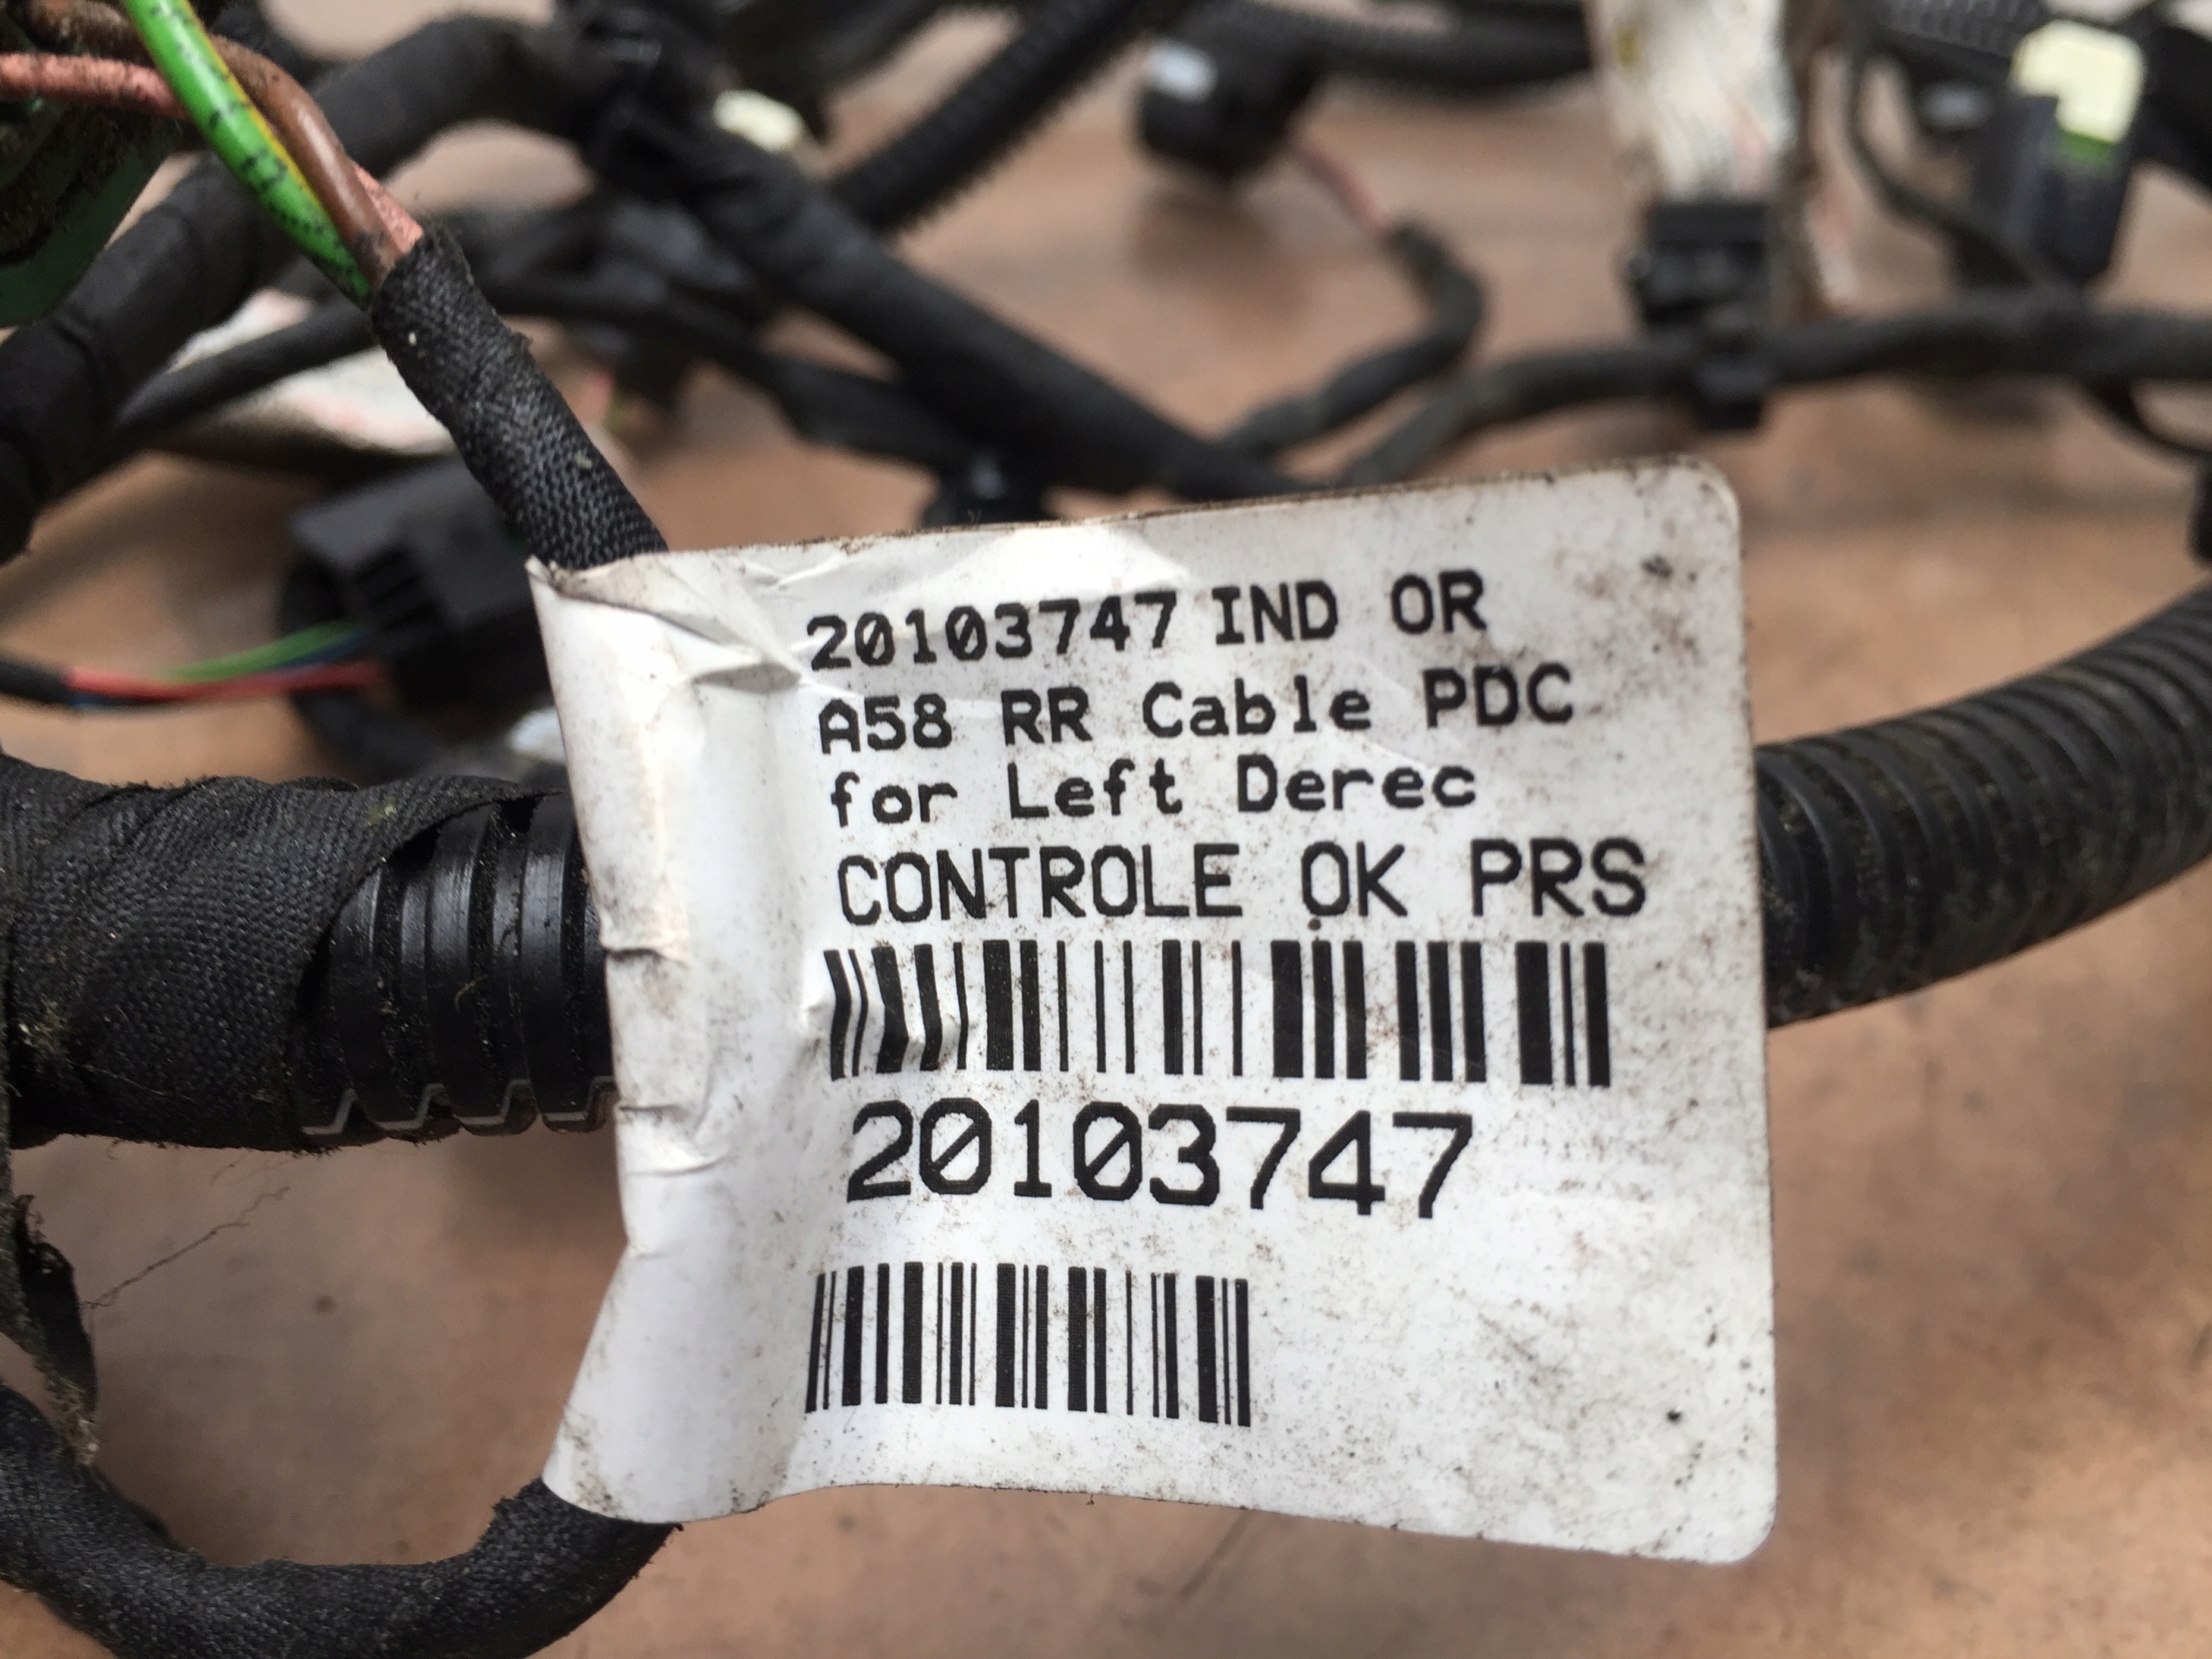 20103747 IND OR
A58 RR Cable PDC
for Left Derec
CONTROLE OK PRS
20103747